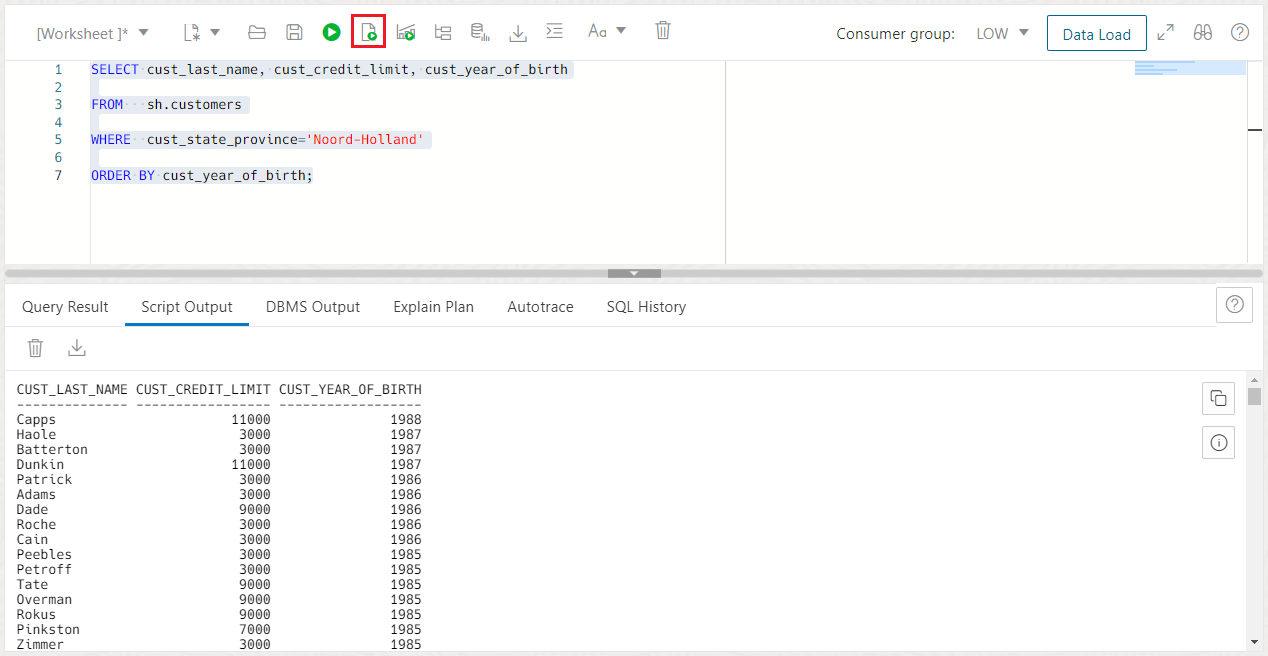 [Worksheet ]* Aa Consumer group: LOW Data Load
1 SELECT cust_last_name, cust_credit_limit, cust_year_of_birth
2
3 FROM   sh.customers
4
5 WHERE  cust_state_province='Noord-Holland'
6
7 ORDER BY cust_year_of_birth;
Query Result Script Output DBMS Output Explain Plan Autotrace SQL History
CUST_LAST_NAME CUST_CREDIT_LIMIT CUST_YEAR_OF_BIRTH
-------------- ----------------- ------------------
Capps 11000 1988
Haole 3000 1987
Batterton 3000 1987
Dunkin 11000 1987
Patrick 3000 1986
Adams 3000 1986
Dade 9000 1986
Roche 3000 1986
Cain 3000 1986
Peebles 3000 1985
Petroff 3000 1985
Tate 9000 1985
Overman 9000 1985
Rokus 9000 1985
Pinkston 7000 1985
Zimmer 3000 1985